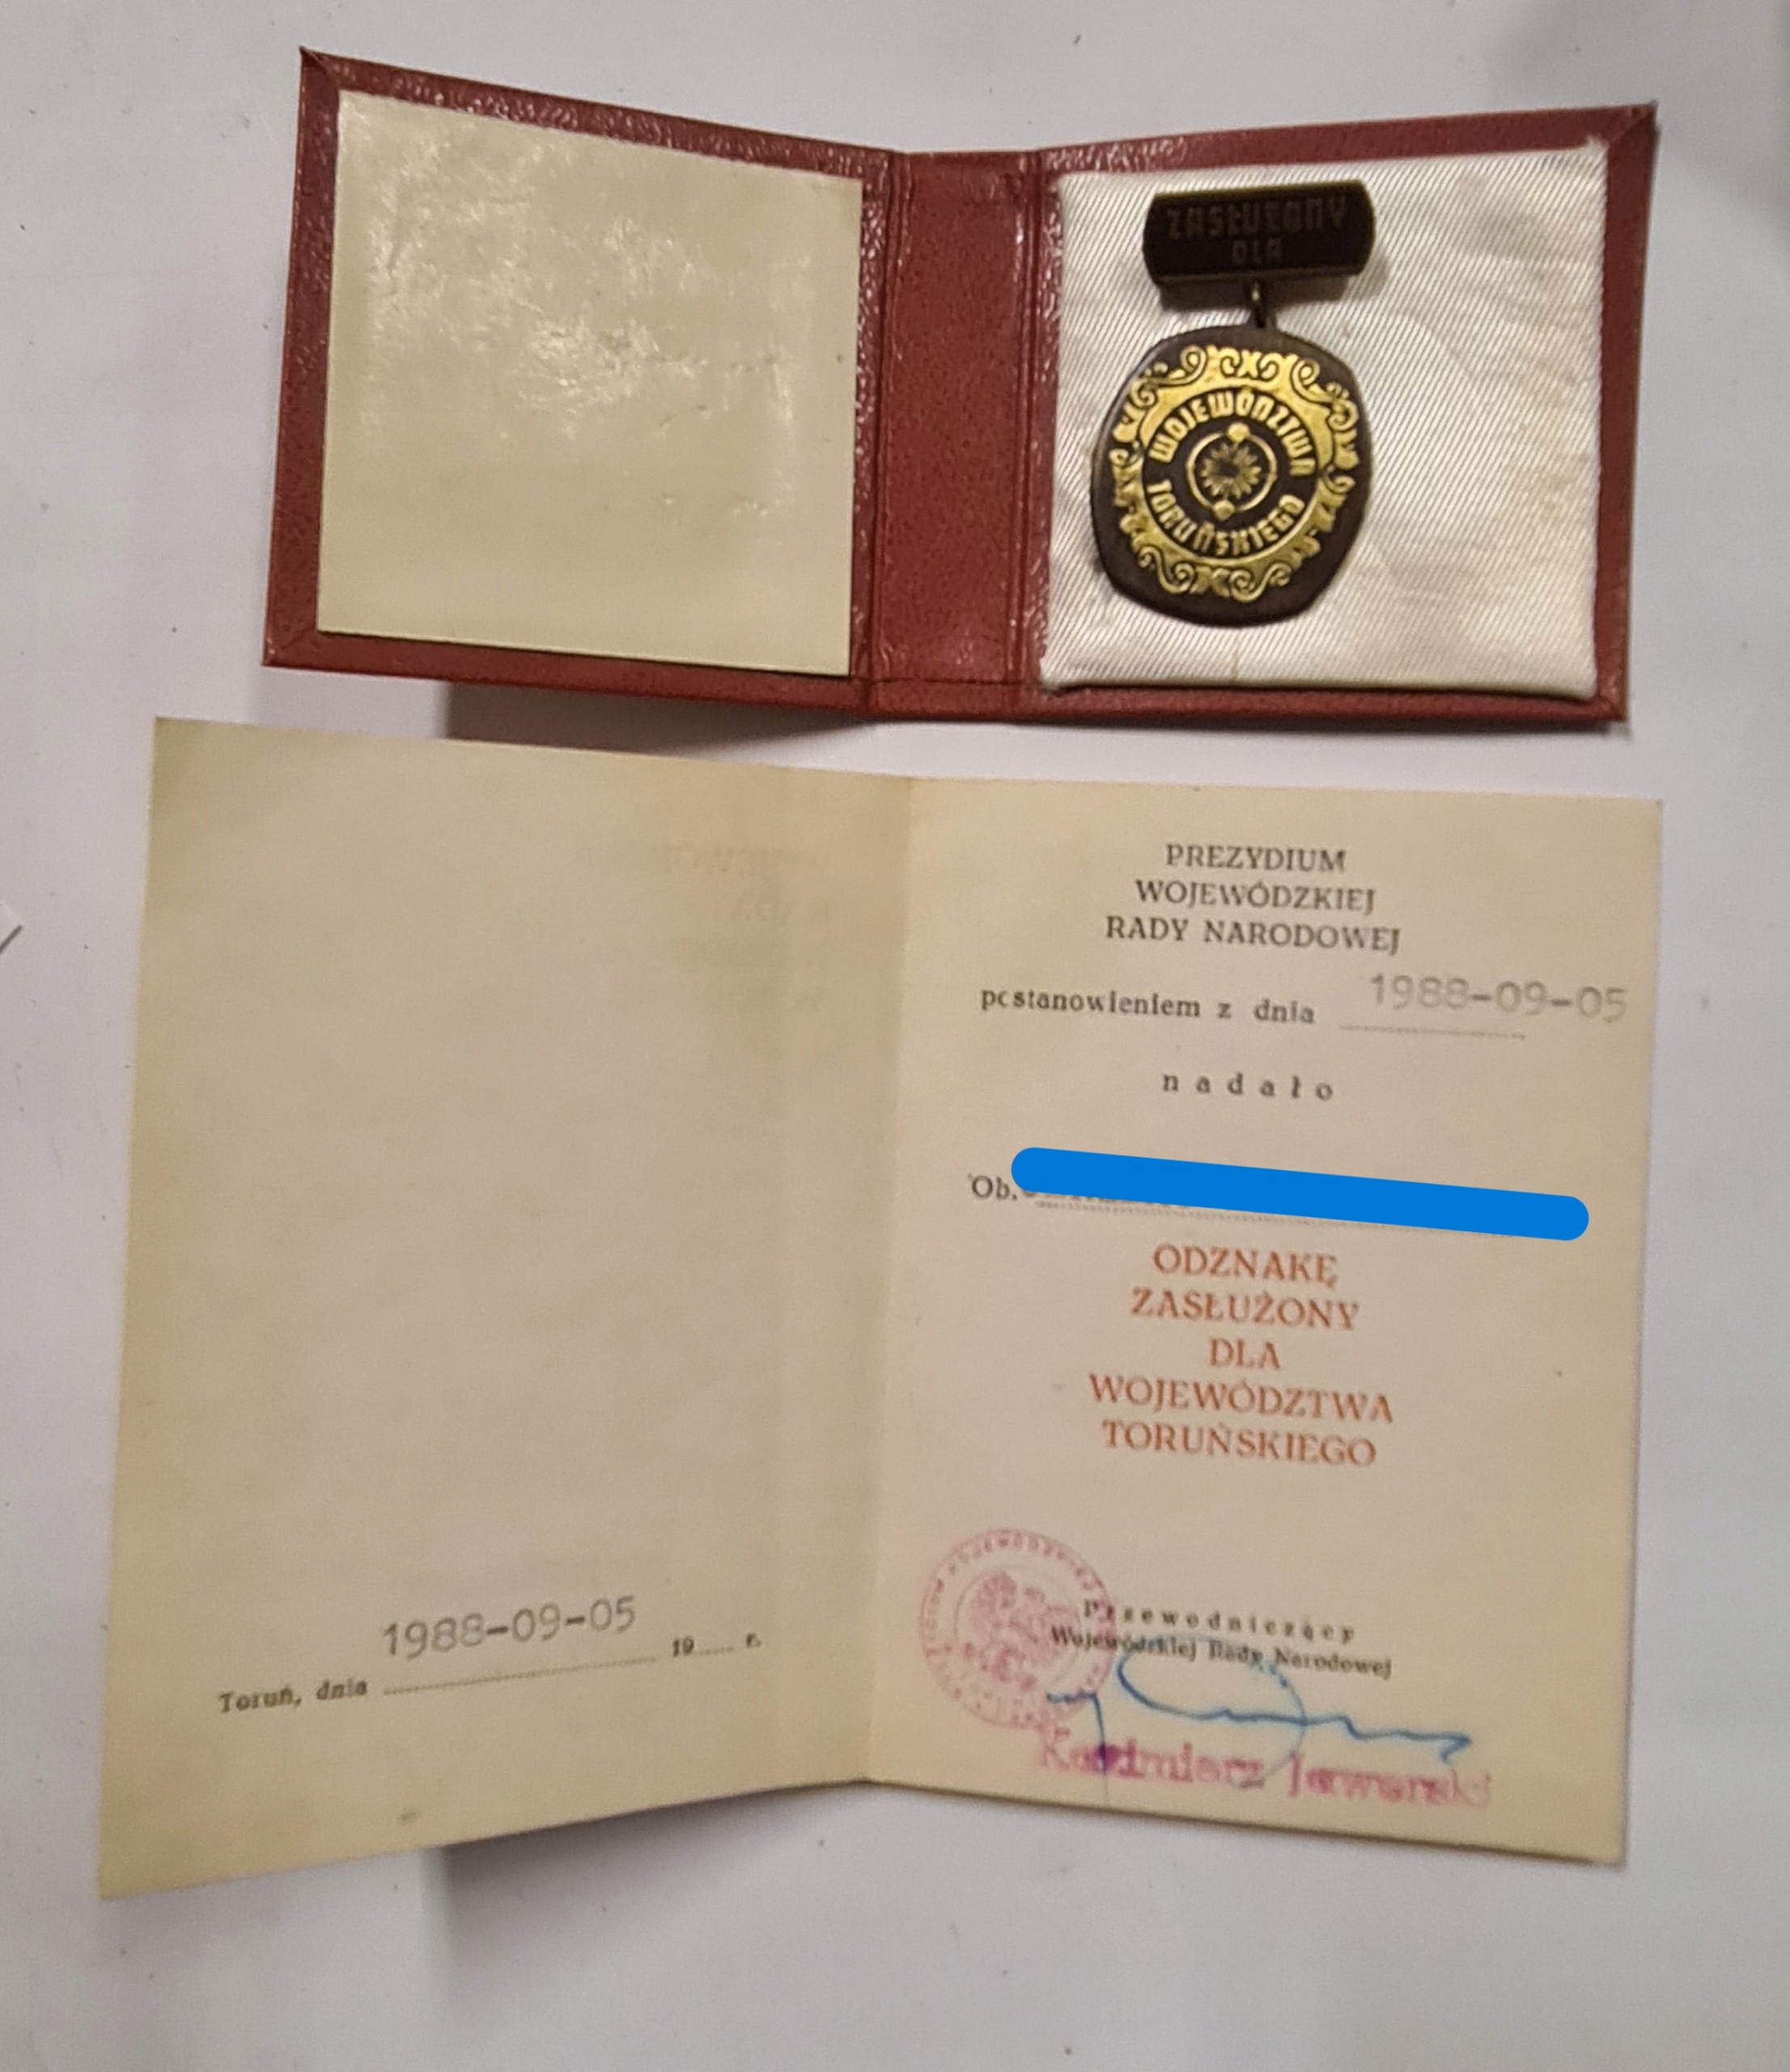 ZASŁUŻONY
DLA
WOJEWÓDZTWA
TORUŃSKIEGO
PREZYDIUM
WOJEWÓDZKIEJ
RADY NARODOWEJ
postanowieniem z dnia 1988-09-05
nadało
Ob.
ODZNAKĘ
ZASŁUŻONY
DLA
WOJEWÓDZTWA
TORUŃSKIEGO
1988-09-05
Toruń, dnia 19 r.
Przewodniczący
Wojewódzkiej Rady Narodowej
Kazimierz Jaworski